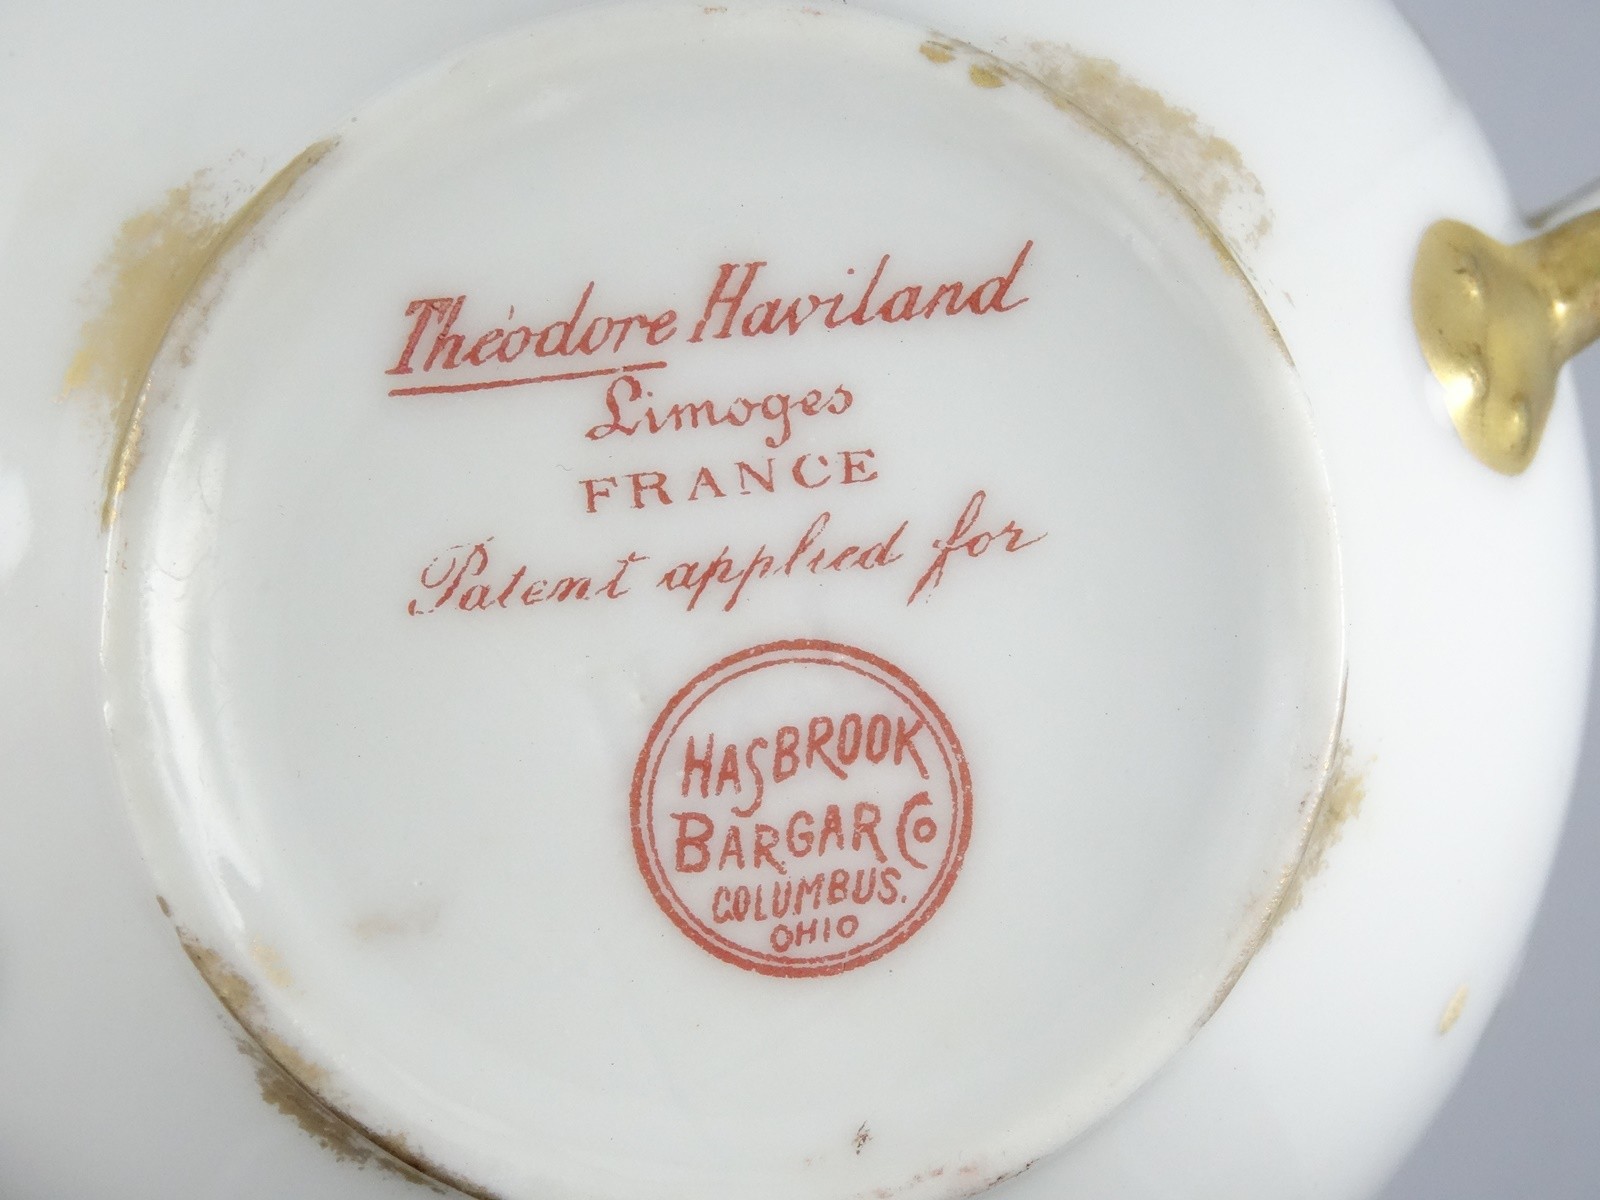 Théodore Haviland
Limoges
FRANCE
Patent applied for
HASBROOK
BARGAR Co
COLUMBUS.
OHIO